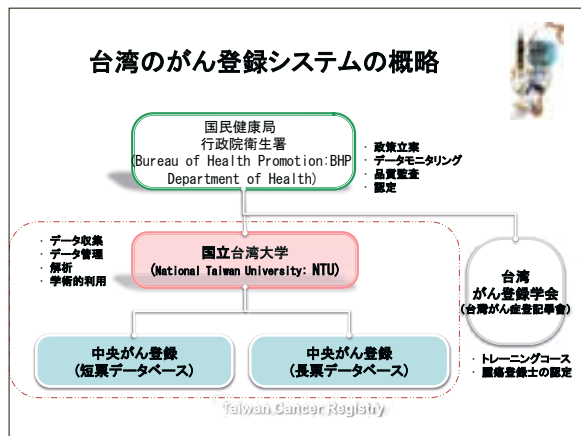 台湾のがん登録システムの概略
国民健康局
行政院衛生署
(Bureau of Health Promotion:BHP
Department of Health)
・ 政策立案
・ データモニタリング
・ 品質監査
・ 認定
・ データ収集
・ データ管理
・ 解析
・ 学術的利用
国立台湾大学
(National Taiwan University: NTU)
台湾
がん登録学会
(台湾がん症登記學會)
・ トレーニングコース
・ 腫瘍登録士の認定
中央がん登録
(短票データベース)
中央がん登録
(長票データベース)
Taiwan Cancer Registry